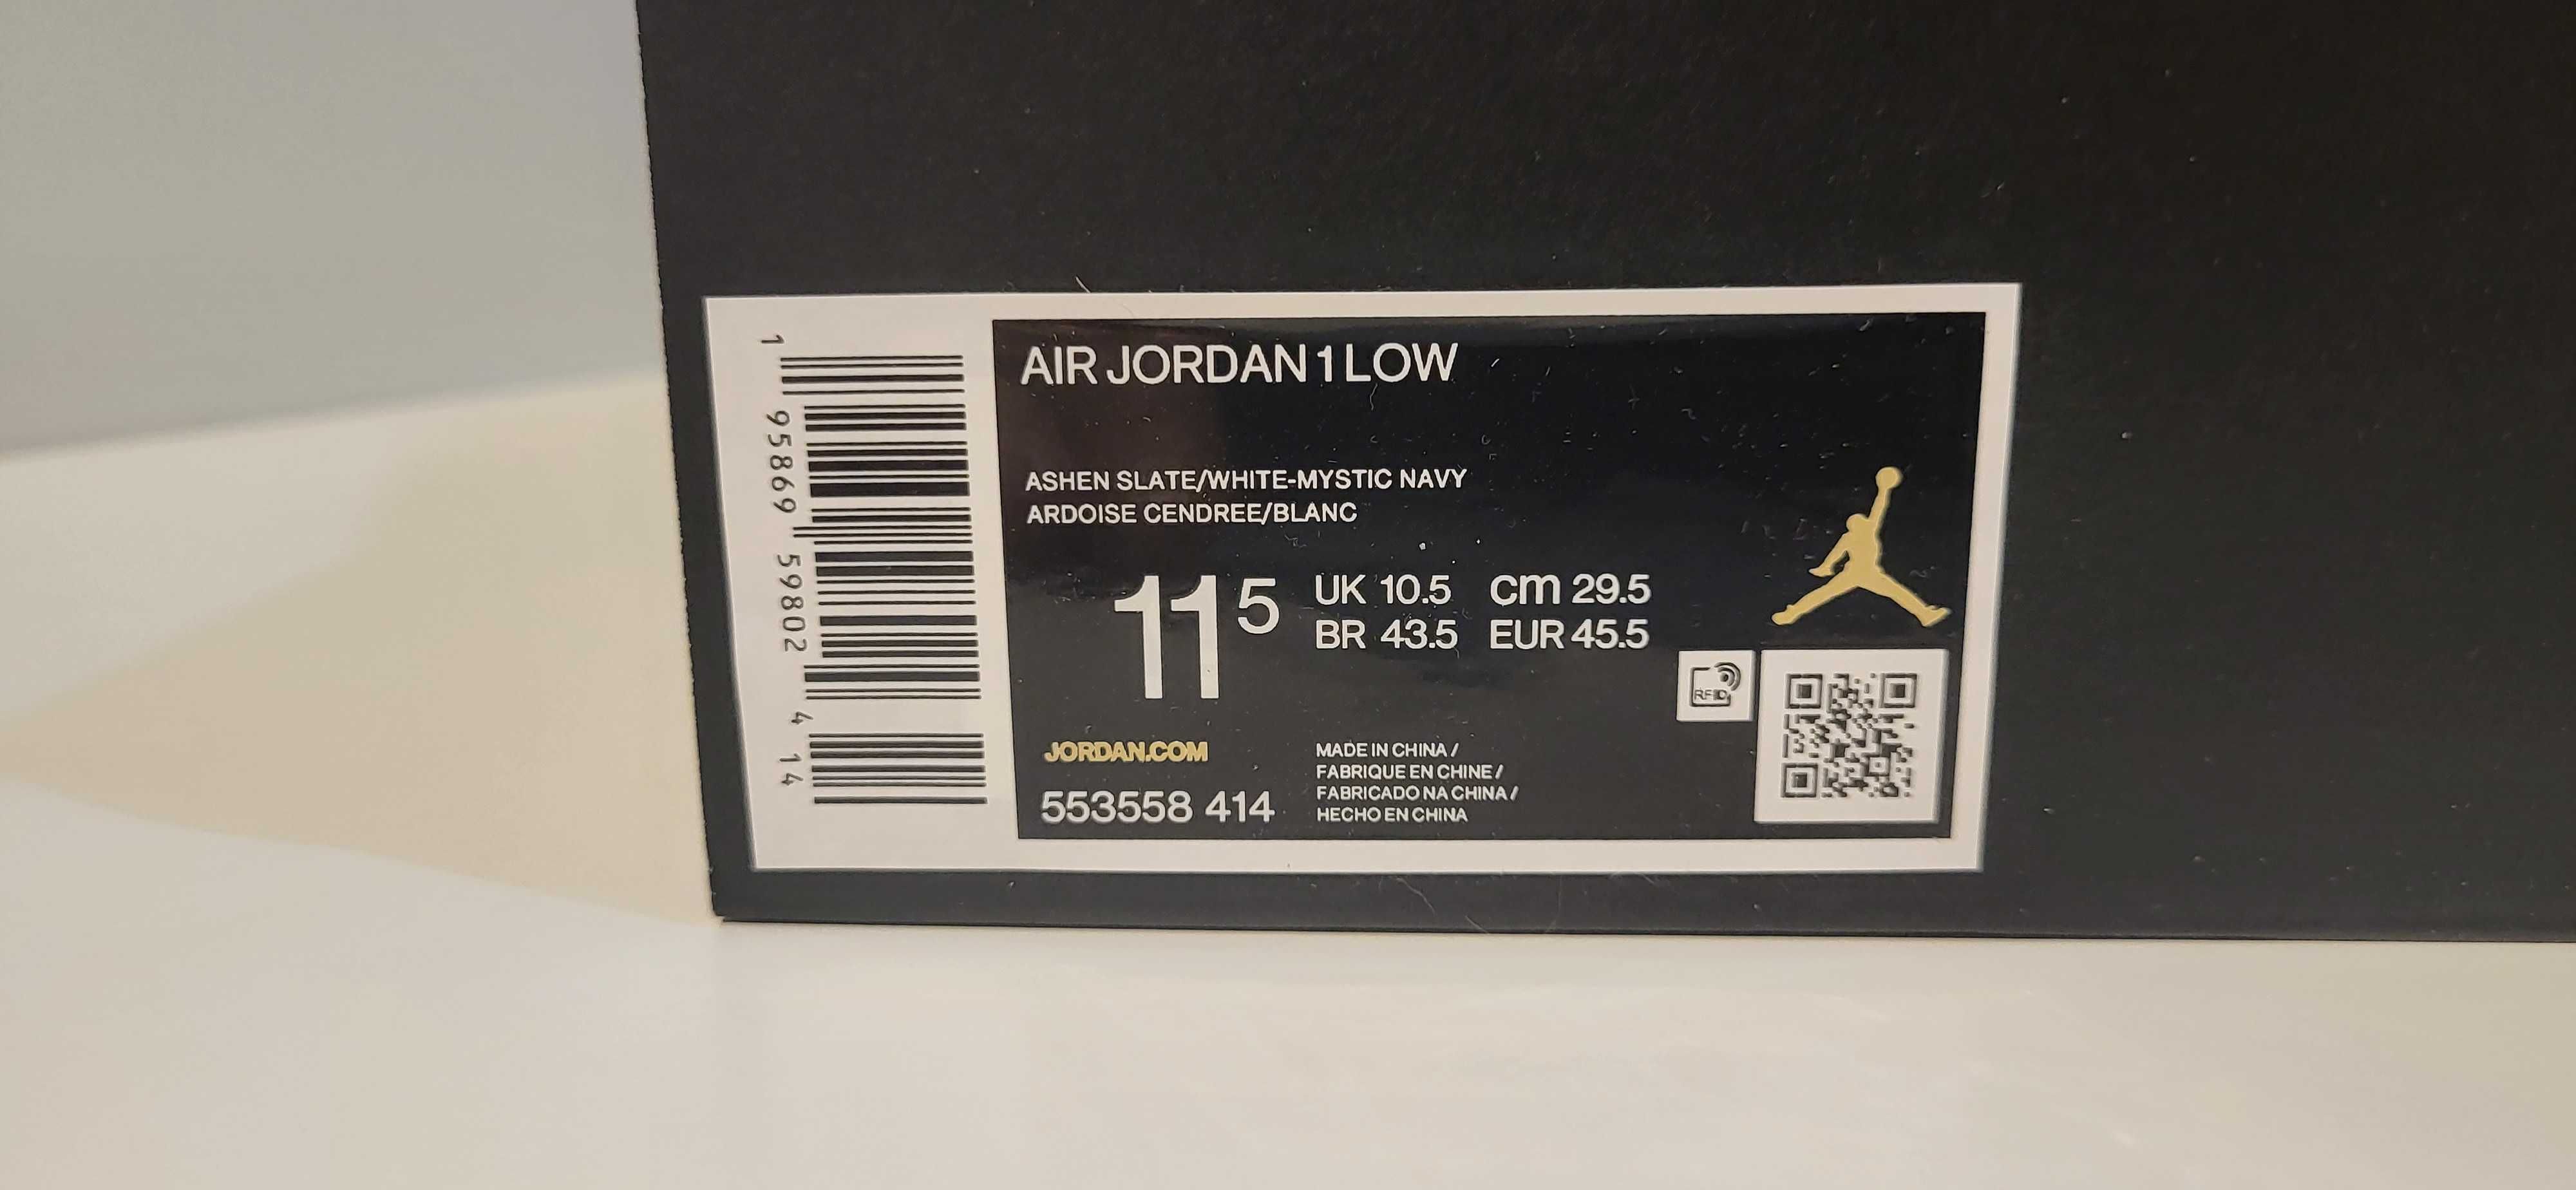 1 95869 59802 4 14
AIR JORDAN 1 LOW
ASHEN SLATE/WHITE-MYSTIC NAVY
ARDOISE CENDREE/BLANC
11 5
UK 10.5 cm 29.5
BR 43.5 EUR 45.5
RFID
JORDAN.COM
553558 414
MADE IN CHINA /
FABRIQUE EN CHINE /
FABRICADO NA CHINA /
HECHO EN CHINA